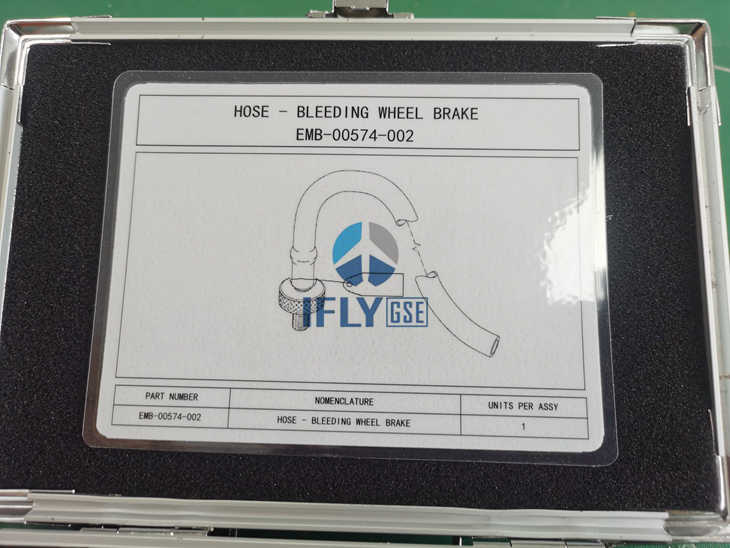 HOSE - BLEEDING WHEEL BRAKE
EMB-00574-002
IFLY GSE
PART NUMBER NOMENCLATURE UNITS PER ASSY
EMB-00574-002 HOSE - BLEEDING WHEEL BRAKE 1